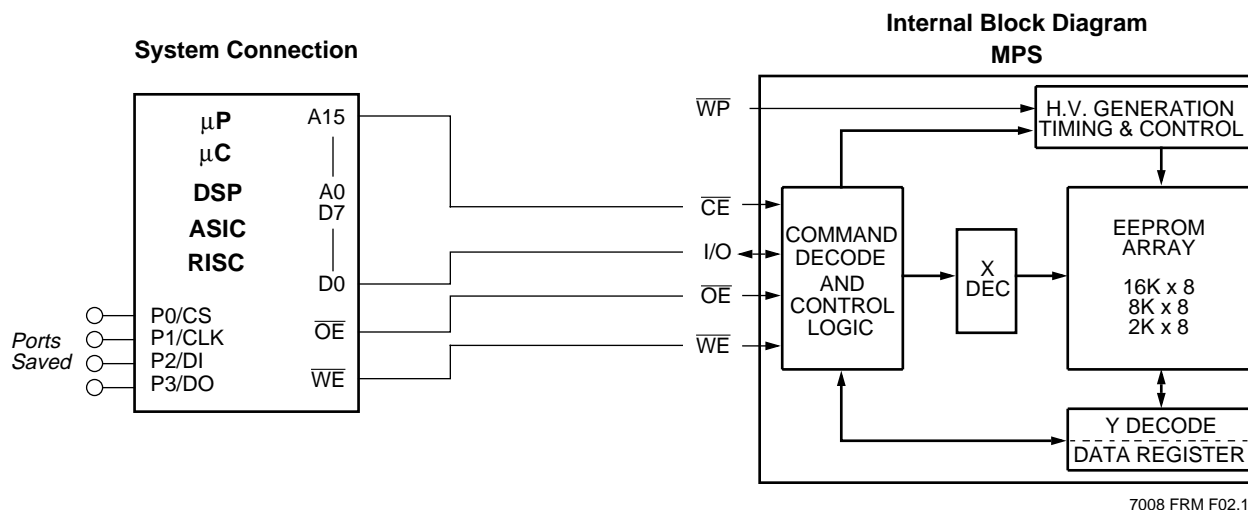 System Connection
Internal Block Diagram
MPS
μP
μC
DSP
ASIC
RISC
A15
A0
D7
D0
OE
WE
P0/CS
P1/CLK
P2/DI
P3/DO
Ports
Saved
WP
CE
I/O
OE
WE
COMMAND
DECODE
AND
CONTROL
LOGIC
X
DEC
H.V. GENERATION
TIMING & CONTROL
EEPROM
ARRAY
16K x 8
8K x 8
2K x 8
Y DECODE
DATA REGISTER
7008 FRM F02.1